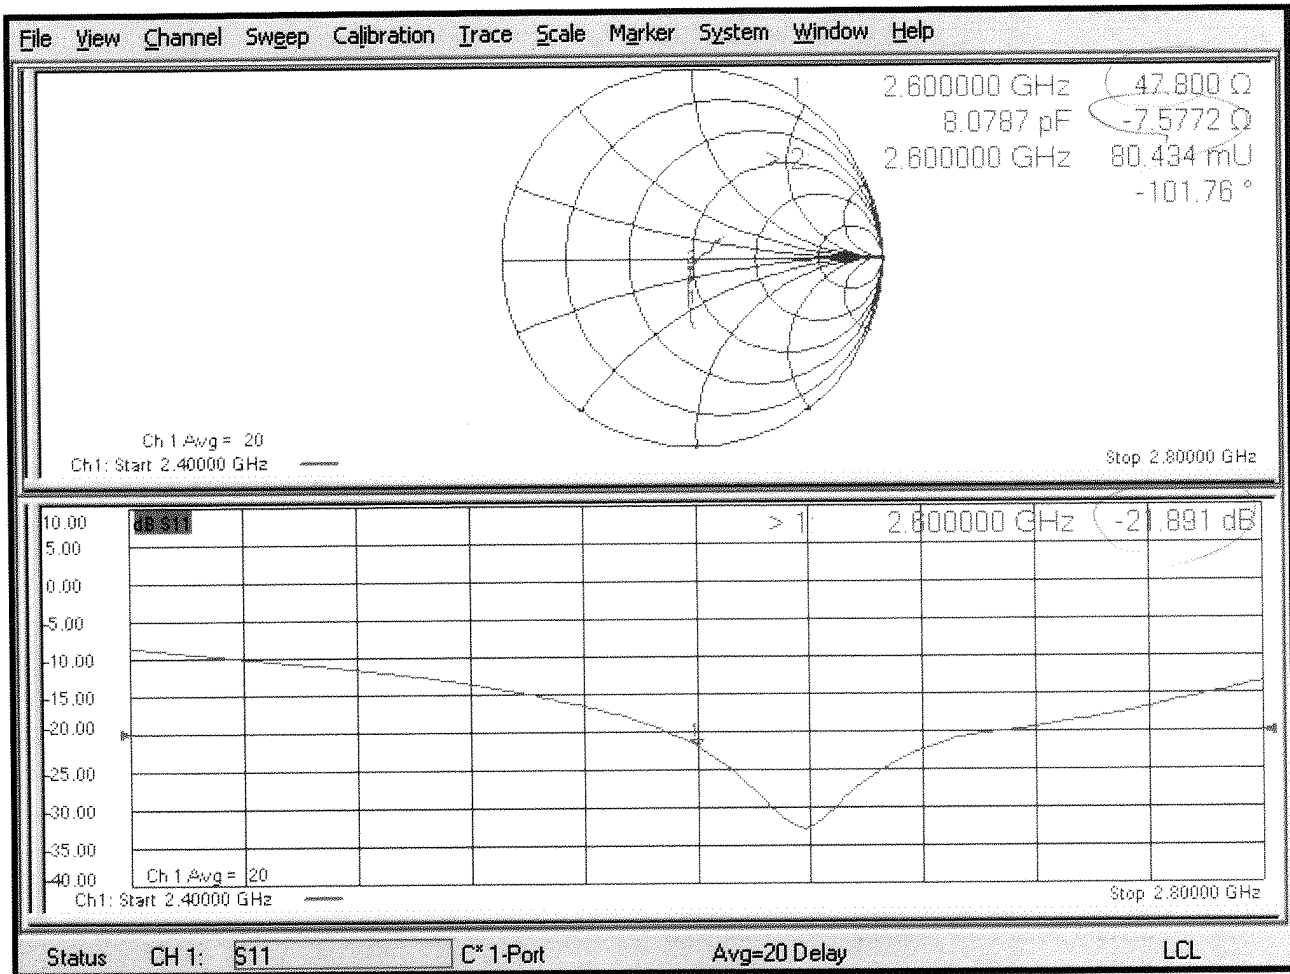 File View Channel Sweep Calibration Trace Scale Marker System Window Help
1: 2.600000 GHz 47.800 Ω
8.0787 pF -7.5772 Ω
> 2: 2.600000 GHz 80.434 mU
-101.76 °
Ch 1 Avg = 20
Ch1: Start 2.40000 GHz
Stop 2.80000 GHz
10.00
dB S11
> 1: 2.600000 GHz -21.891 dB
5.00
0.00
-5.00
-10.00
-15.00
-20.00
-25.00
-30.00
-35.00
-40.00
Ch 1 Avg = 20
Ch1: Start 2.40000 GHz
Stop 2.80000 GHz
Status CH 1: S11 C* 1-Port Avg=20 Delay LCL